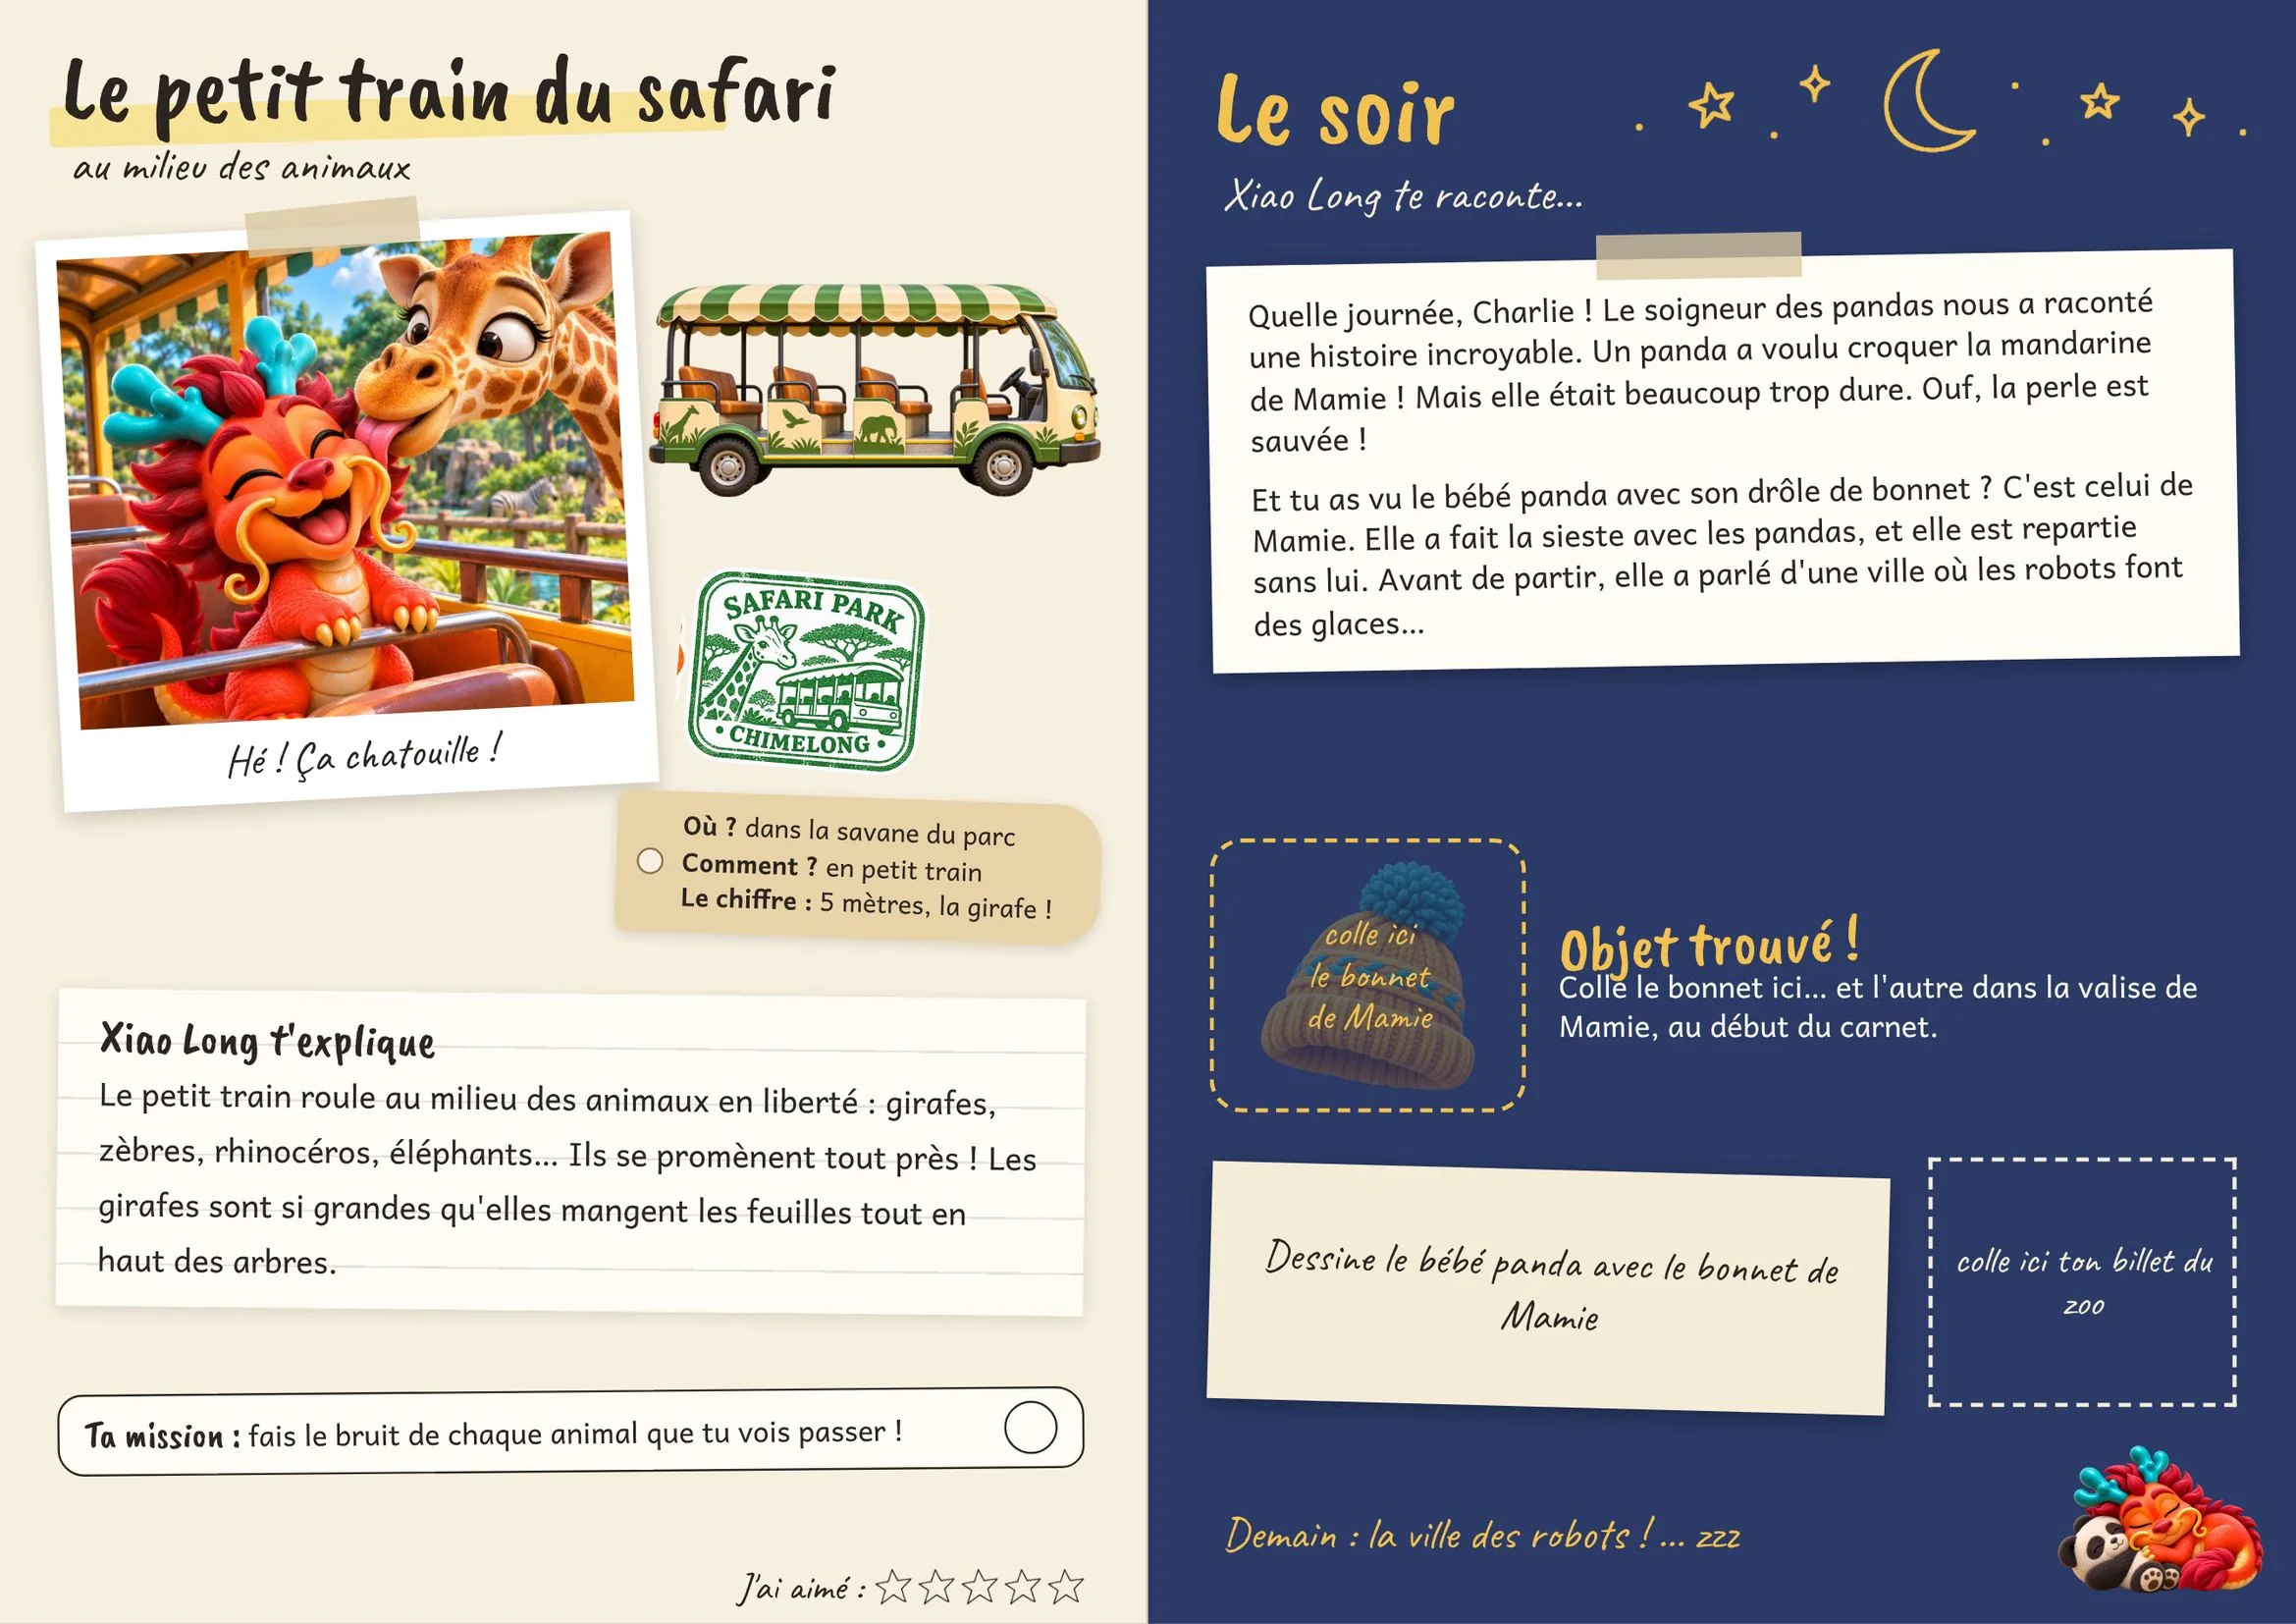 Le petit train du safari
au milieu des animaux
Hé ! Ça chatouille !
SAFARI PARK
• CHIMELONG •
Où ? dans la savane du parc
Comment ? en petit train
Le chiffre : 5 mètres, la girafe !
Xiao Long t'explique
Le petit train roule au milieu des animaux en liberté : girafes,
zèbres, rhinocéros, éléphants... Ils se promènent tout près ! Les
girafes sont si grandes qu'elles mangent les feuilles tout en
haut des arbres.
Ta mission : fais le bruit de chaque animal que tu vois passer !
J'ai aimé :
Le soir
Xiao Long te raconte...
Quelle journée, Charlie ! Le soigneur des pandas nous a raconté
une histoire incroyable. Un panda a voulu croquer la mandarine
de Mamie ! Mais elle était beaucoup trop dure. Ouf, la perle est
sauvée !
Et tu as vu le bébé panda avec son drôle de bonnet ? C'est celui de
Mamie. Elle a fait la sieste avec les pandas, et elle est repartie
sans lui. Avant de partir, elle a parlé d'une ville où les robots font
des glaces...
colle ici
le bonnet
de Mamie
Objet trouvé !
Colle le bonnet ici... et l'autre dans la valise de
Mamie, au début du carnet.
Dessine le bébé panda avec le bonnet de
Mamie
colle ici ton billet du
zoo
Demain : la ville des robots ! ... zzz